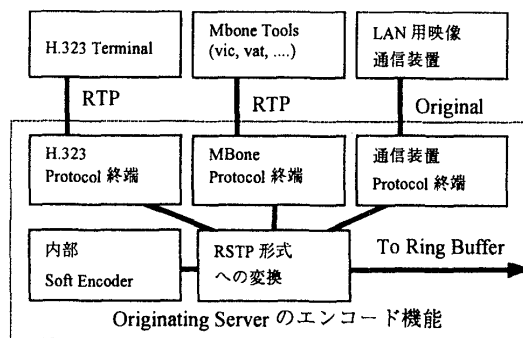 H.323 Terminal
Mbone Tools
(vic, vat, ....)
LAN 用映像
通信装置
RTP
RTP
Original
H.323
Protocol 終端
MBone
Protocol 終端
通信装置
Protocol 終端
内部
Soft Encoder
RSTP 形式
への変換
To Ring Buffer
Originating Server のエンコード機能